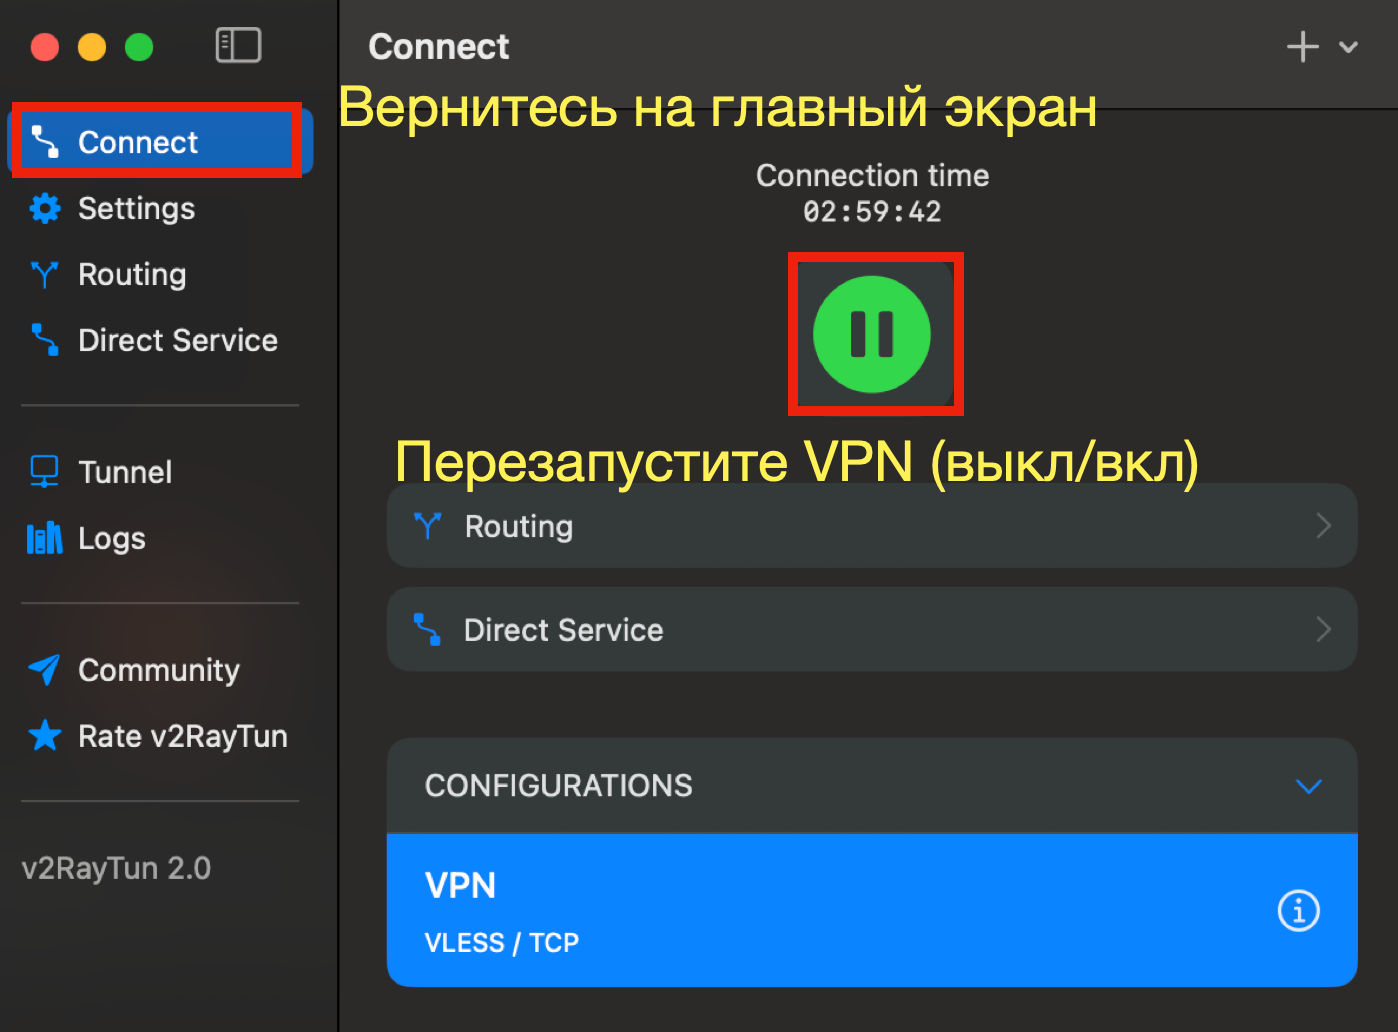 Connect
Вернитесь на главный экран
Connect
Settings
Routing
Direct Service
Tunnel
Logs
Community
Rate v2RayTun
v2RayTun 2.0
Connection time
02:59:42
Перезапустите VPN (выкл/вкл)
Routing
Direct Service
CONFIGURATIONS
VPN
VLESS / TCP